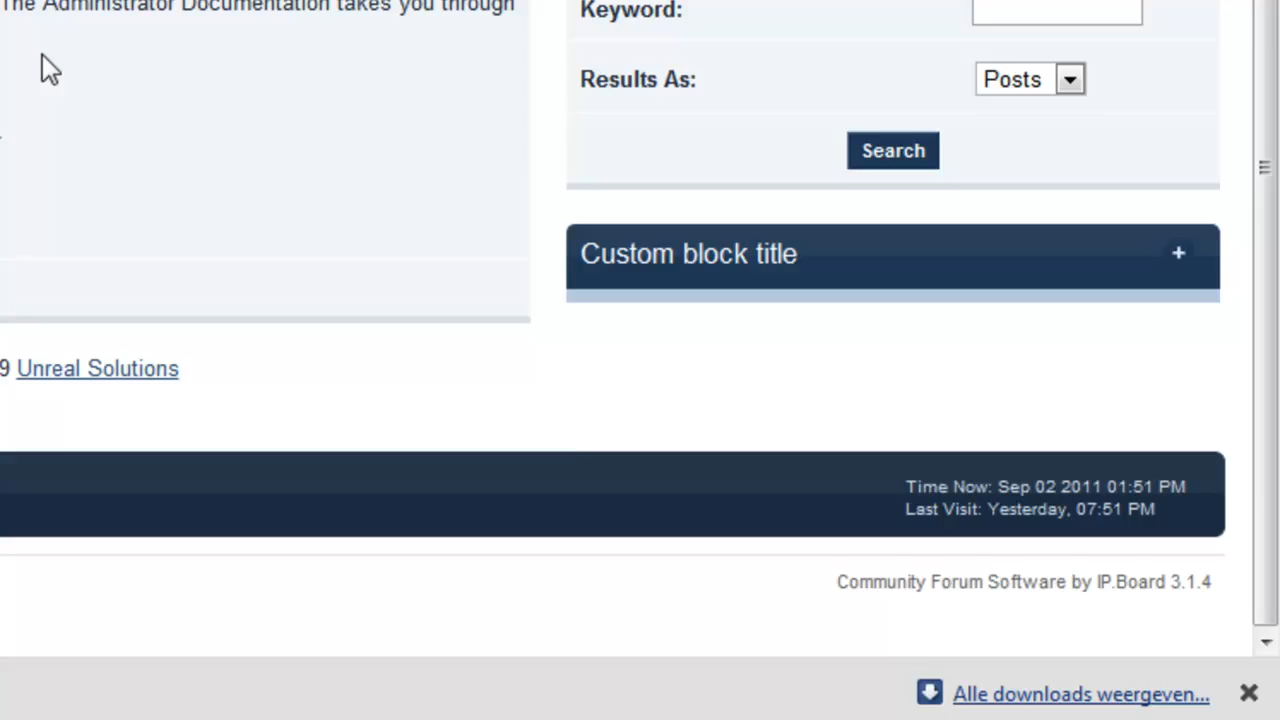 The Administrator Documentation takes you through
Keyword:
Results As:
Posts
Search
Custom block title
+
9 Unreal Solutions
Time Now: Sep 02 2011 01:51 PM
Last Visit: Yesterday, 07:51 PM
Community Forum Software by IP.Board 3.1.4
Alle downloads weergeven...